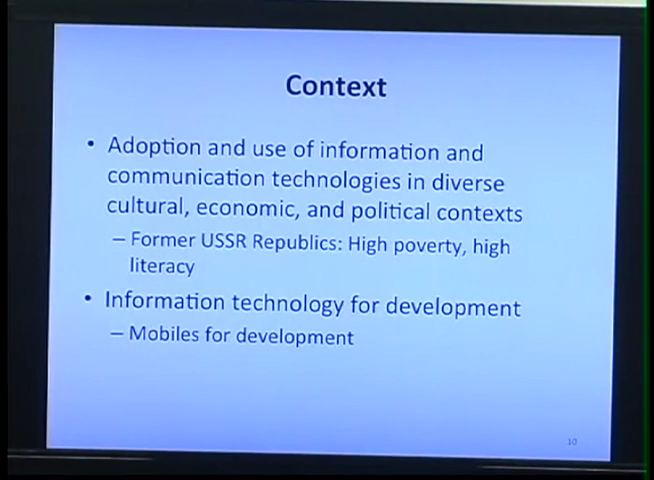 Context
• Adoption and use of information and
communication technologies in diverse
cultural, economic, and political contexts
– Former USSR Republics: High poverty, high
literacy
• Information technology for development
– Mobiles for development
10